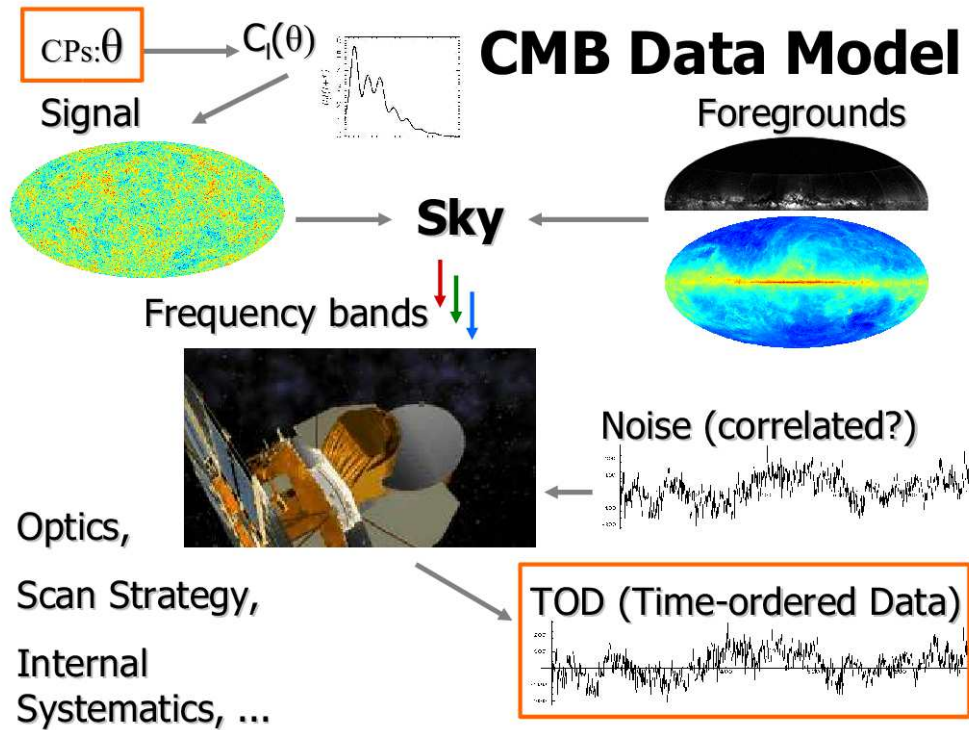 CPs:θ
Cl(θ)
CMB Data Model
Signal
Foregrounds
Sky
Frequency bands
Noise (correlated?)
Optics,
Scan Strategy,
Internal
Systematics, ...
TOD (Time-ordered Data)